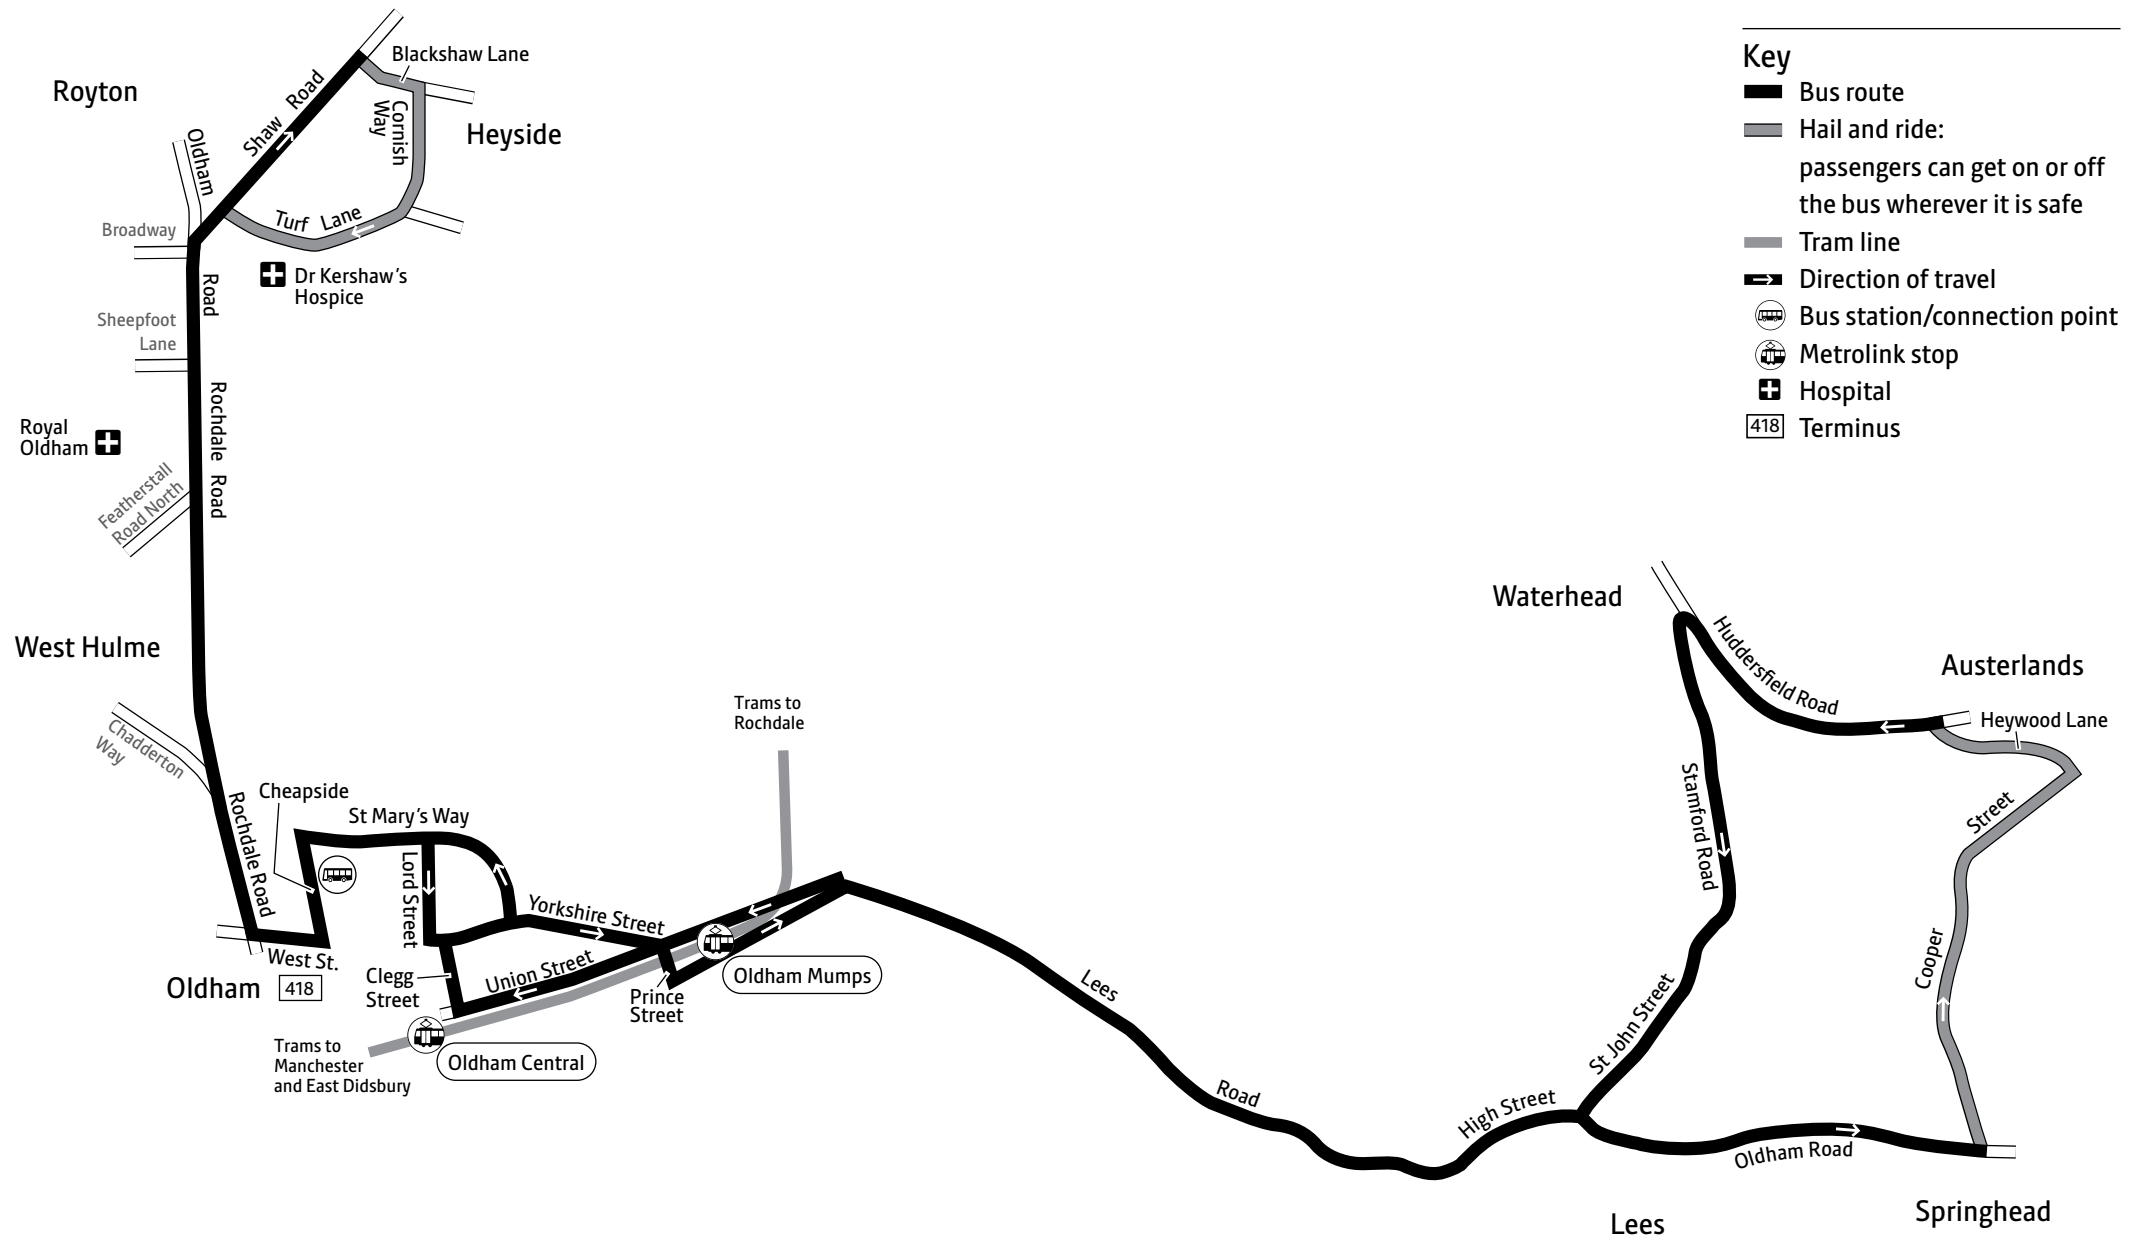 Key
Bus route
Hail and ride:
passengers can get on or off
the bus wherever it is safe
Tram line
Direction of travel
Bus station/connection point
Metrolink stop
Hospital
418 Terminus
Blackshaw Lane
Royton
Shaw Road
Cornish
Way
Heyside
Oldham
Road
Turf Lane
Broadway
Dr Kershaw's
Hospice
Sheepfoot
Lane
Rochdale Road
Royal
Oldham
Featherstall
Road North
West Hulme
Chadderton
Way
Rochdale Road
Cheapside
St Mary's Way
Lord Street
West St.
Oldham 418
Clegg
Street
Yorkshire Street
Union Street
Prince
Street
Trams to
Rochdale
Oldham Mumps
Oldham Central
Trams to
Manchester
and East Didsbury
Lees
Road
High Street
St John Street
Stamford Road
Waterhead
Huddersfield Road
Austerlands
Heywood Lane
Street
Cooper
Oldham Road
Springhead
Lees